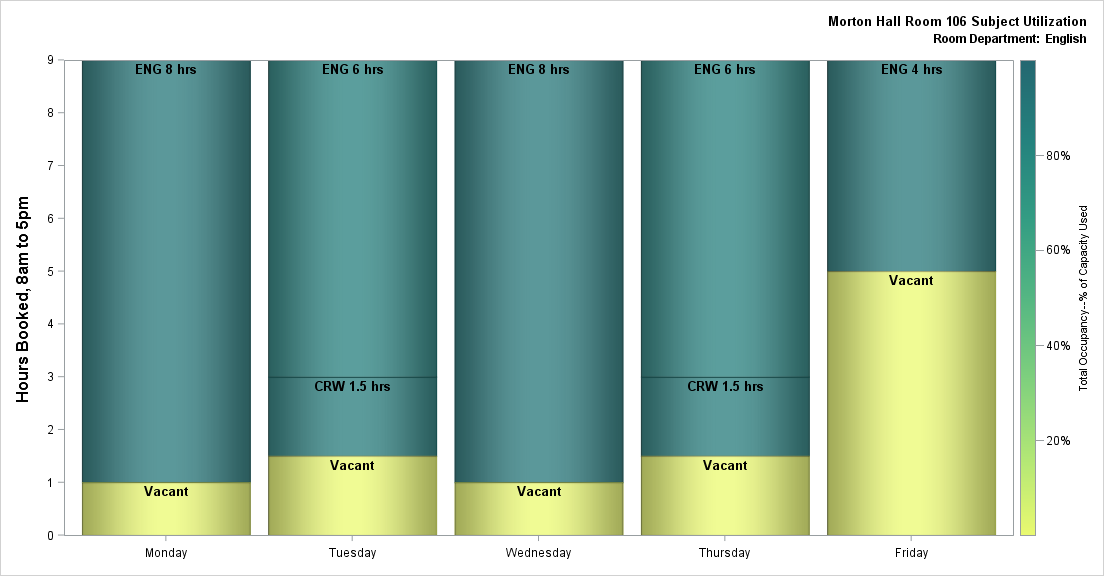 Morton Hall Room 106 Subject Utilization
Room Department: English
Hours Booked, 8am to 5pm
9
8
7
6
5
4
3
2
1
0
ENG 8 hrs
Vacant
ENG 6 hrs
CRW 1.5 hrs
Vacant
ENG 8 hrs
Vacant
ENG 6 hrs
CRW 1.5 hrs
Vacant
ENG 4 hrs
Vacant
Monday
Tuesday
Wednesday
Thursday
Friday
80%
60%
40%
20%
Total Occupancy--% of Capacity Used